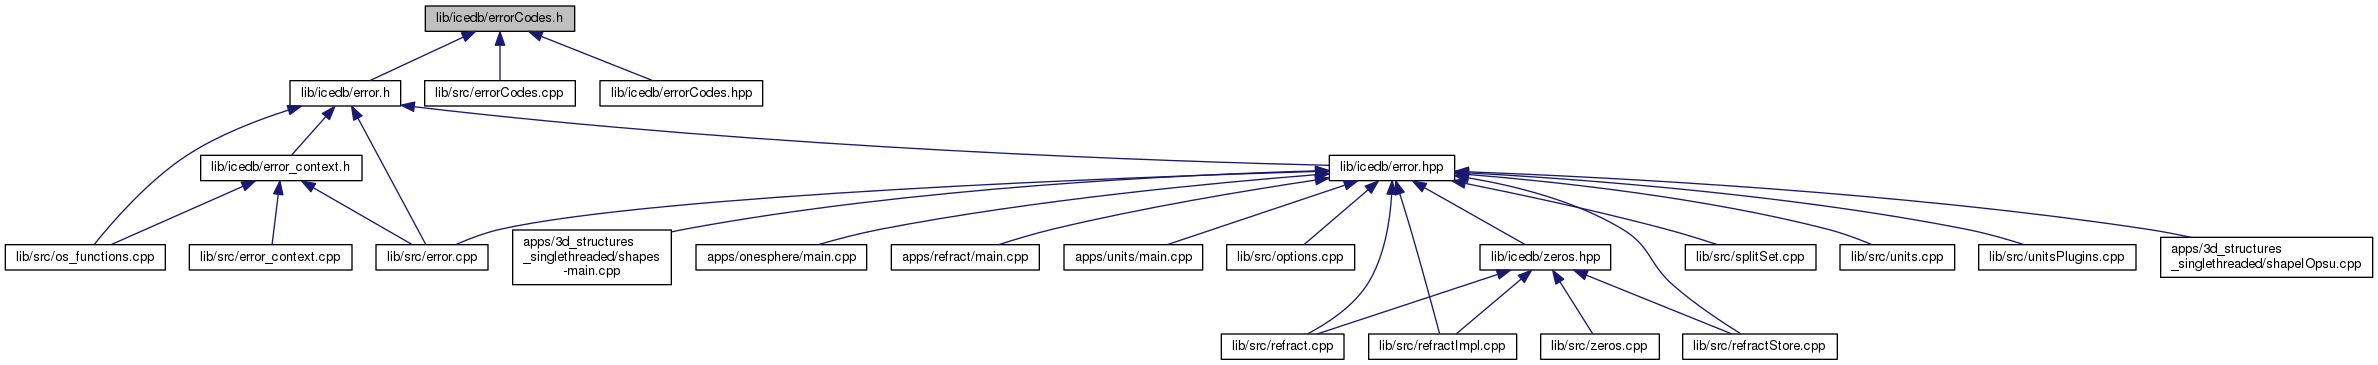 lib/icedb/errorCodes.h
lib/icedb/error.h
lib/src/errorCodes.cpp
lib/icedb/errorCodes.hpp
lib/icedb/error_context.h
lib/icedb/error.hpp
lib/src/os_functions.cpp
lib/src/error_context.cpp
lib/src/error.cpp
apps/3d_structures
_singlethreaded/shapes
-main.cpp
apps/onesphere/main.cpp
apps/refract/main.cpp
apps/units/main.cpp
lib/src/options.cpp
lib/icedb/zeros.hpp
lib/src/splitSet.cpp
lib/src/units.cpp
lib/src/unitsPlugins.cpp
apps/3d_structures
_singlethreaded/shapeIOpsu.cpp
lib/src/refract.cpp
lib/src/refractImpl.cpp
lib/src/zeros.cpp
lib/src/refractStore.cpp